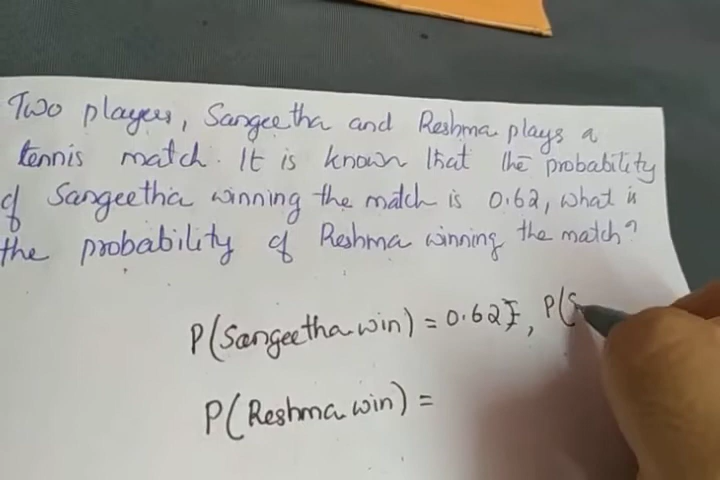 Two players, Sangeetha and Reshma plays a
tennis match. It is known that the probability
of Sangeetha winning the match is 0.62, what is
the probability of Reshma winning the match?
P(Sangeetha win) = 0.62, P(S
P(Reshma win) =